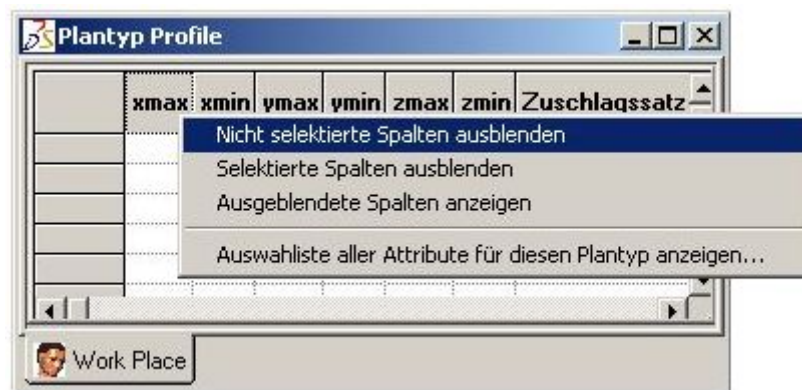 Plantyp Profile
xmax xmin ymax ymin zmax zmin Zuschlagssatz
Nicht selektierte Spalten ausblenden
Selektierte Spalten ausblenden
Ausgeblendete Spalten anzeigen
Auswahlliste aller Attribute für diesen Plantyp anzeigen...
Work Place